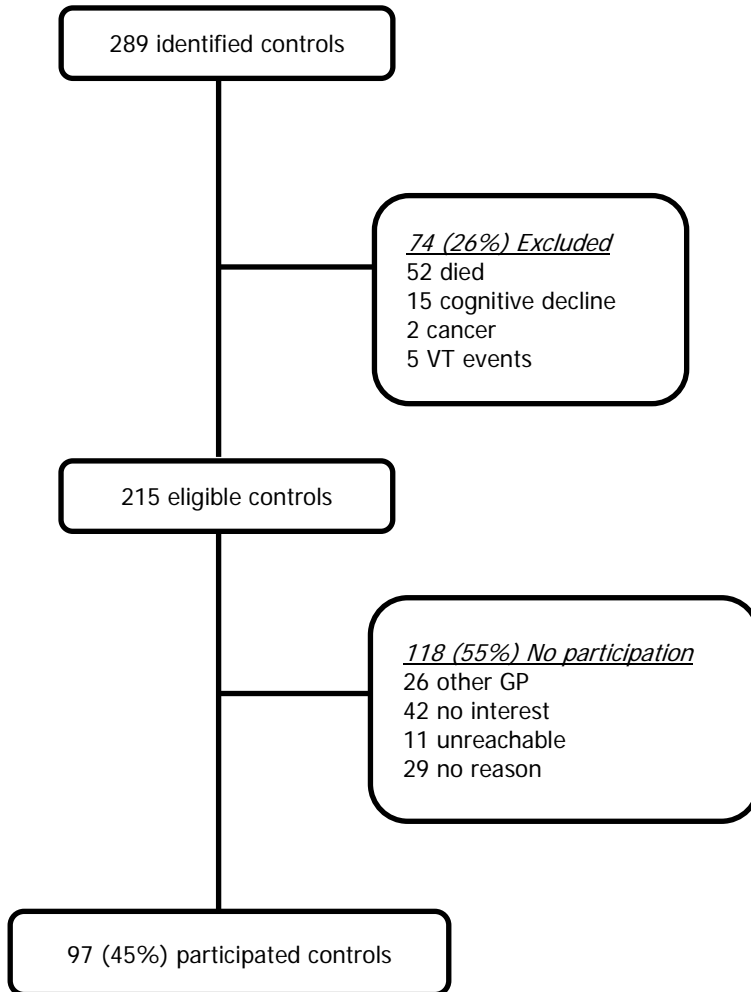 289 identified controls
74 (26%) Excluded
52 died
15 cognitive decline
2 cancer
5 VT events
215 eligible controls
118 (55%) No participation
26 other GP
42 no interest
11 unreachable
29 no reason
97 (45%) participated controls